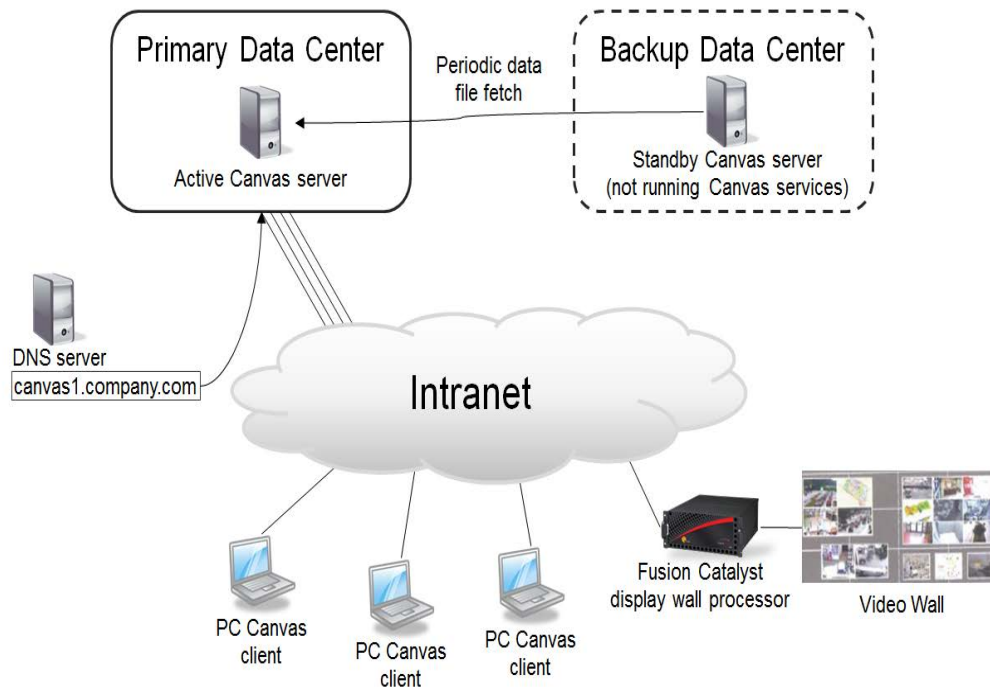 Primary Data Center
Active Canvas server
Periodic data
file fetch
Backup Data Center
Standby Canvas server
(not running Canvas services)
DNS server
canvas1.company.com
Intranet
PC Canvas
client
PC Canvas
client
PC Canvas
client
Fusion Catalyst
display wall processor
Video Wall